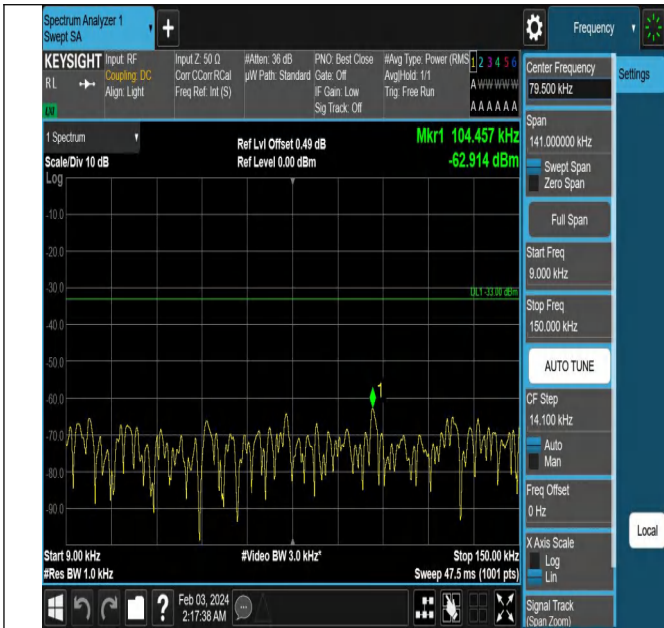 Spectrum Analyzer 1
Swept SA
Frequency
KEYSIGHT
RL
LXI
Input: RF
Coupling: DC
Align: Light
Input Z: 50 Ω
Corr CCorr RCal
Freq Ref: Int (S)
#Atten: 36 dB
µW Path: Standard
PNO: Best Close
Gate: Off
IF Gain: Low
Sig Track: Off
#Avg Type: Power (RMS
Avg|Hold: 1/1
Trig: Free Run
1 2 3 4 5 6
A W W W W W
A A A A A A
Center Frequency
79.500 kHz
Settings
1 Spectrum
Scale/Div 10 dB
Log
Ref Lvl Offset 0.49 dB
Ref Level 0.00 dBm
Mkr1 104.457 kHz
-62.914 dBm
-10.0
-20.0
-30.0
DL1 -33.00 dBm
-40.0
-50.0
-60.0
1
-70.0
-80.0
-90.0
Start 9.00 kHz
#Res BW 1.0 kHz
#Video BW 3.0 kHz*
Stop 150.00 kHz
Sweep 47.5 ms (1001 pts)
Span
141.000000 kHz
Swept Span
Zero Span
Full Span
Start Freq
9.000 kHz
Stop Freq
150.000 kHz
AUTO TUNE
CF Step
14.100 kHz
Auto
Man
Freq Offset
0 Hz
X Axis Scale
Log
Lin
Signal Track
(Span Zoom)
Local
?
Feb 03, 2024
2:17:38 AM